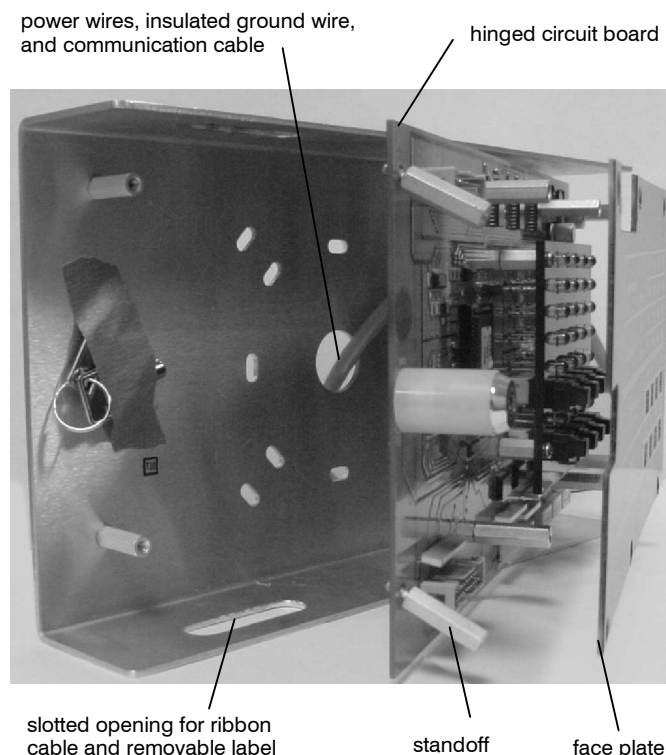 power wires, insulated ground wire,
and communication cable
hinged circuit board
slotted opening for ribbon
cable and removable label
standoff
face plate